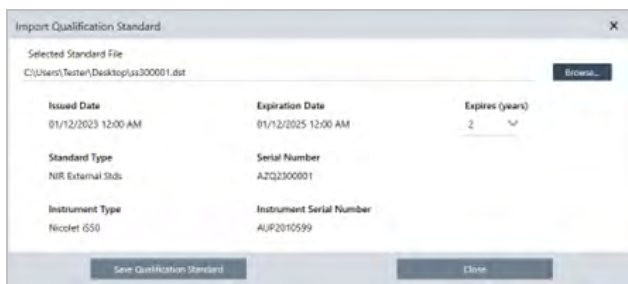 Import Qualification Standard
Selected Standard File
C:\Users\Tester\Desktop\ss300001.dst
Browse...
Issued Date Expiration Date Expires (years)
01/12/2023 12:00 AM 01/12/2025 12:00 AM 2
Standard Type Serial Number
NIR External Stds AZQ2300001
Instrument Type Instrument Serial Number
Nicolet iS50 AUP2010599
Save Qualification Standard Close